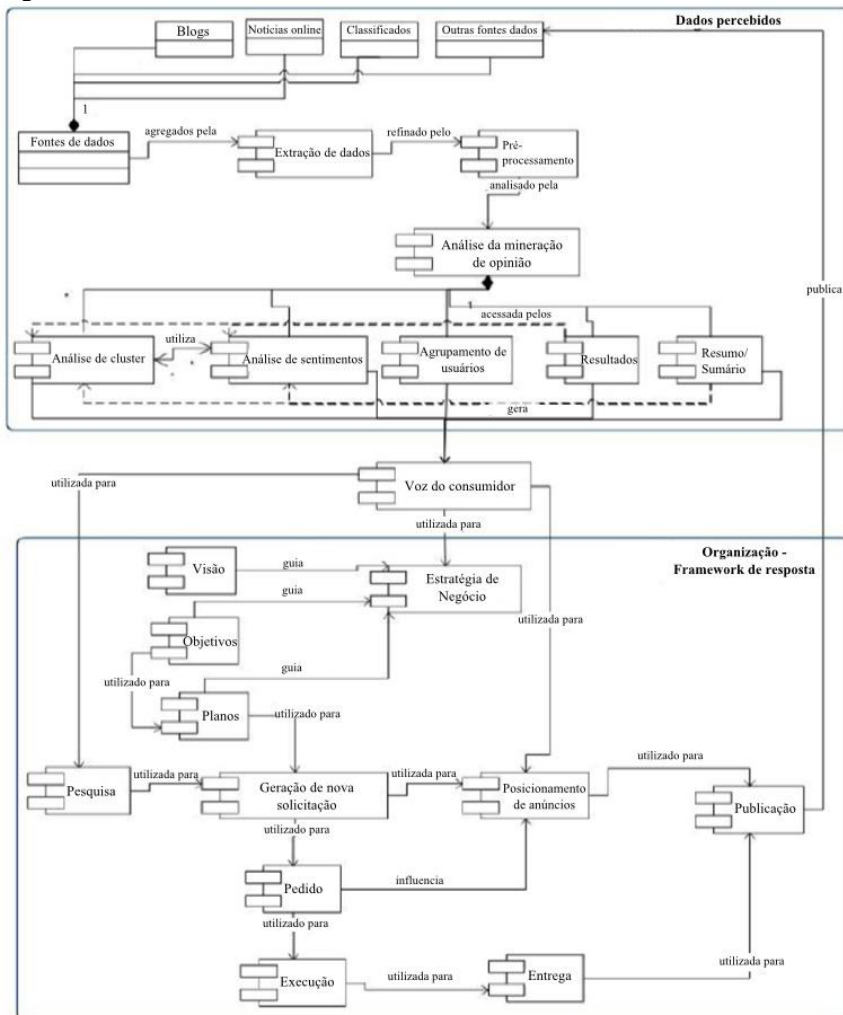 Dados percebidos
Blogs
Notícias online
Classificados
Outras fontes dados
1
Fontes de dados
agregados pela
Extração de dados
refinado pelo
Pré-
processamento
analisado pela
Análise da mineração
de opinião
publica
*
1
acessada pelos
Análise de cluster
utiliza
*
*
Análise de sentimentos
Agrupamento de
usuários
Resultados
Resumo/
Sumário
gera
utilizada para
Voz do consumidor
utilizada para
Organização -
Framework de resposta
Visão
guia
Estratégia de
Negócio
guia
utilizada para
Objetivos
utilizado para
guia
Planos
utilizado para
utilizado para
Pesquisa
utilizada para
Geração de nova
solicitação
utilizada para
Posicionamento
de anúncios
Publicação
utilizado para
Pedido
influencia
utilizado para
utilizada para
Execução
utilizada para
Entrega